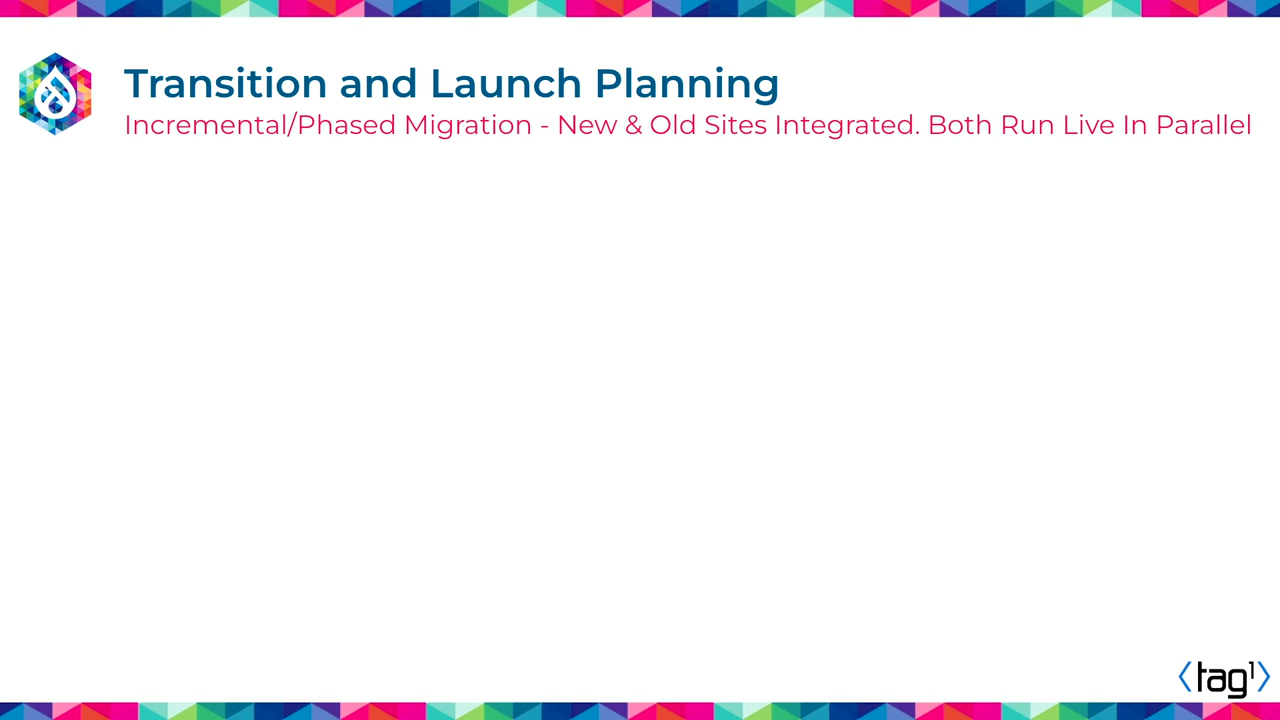 Transition and Launch Planning
Incremental/Phased Migration - New & Old Sites Integrated. Both Run Live In Parallel
⟨tag1⟩